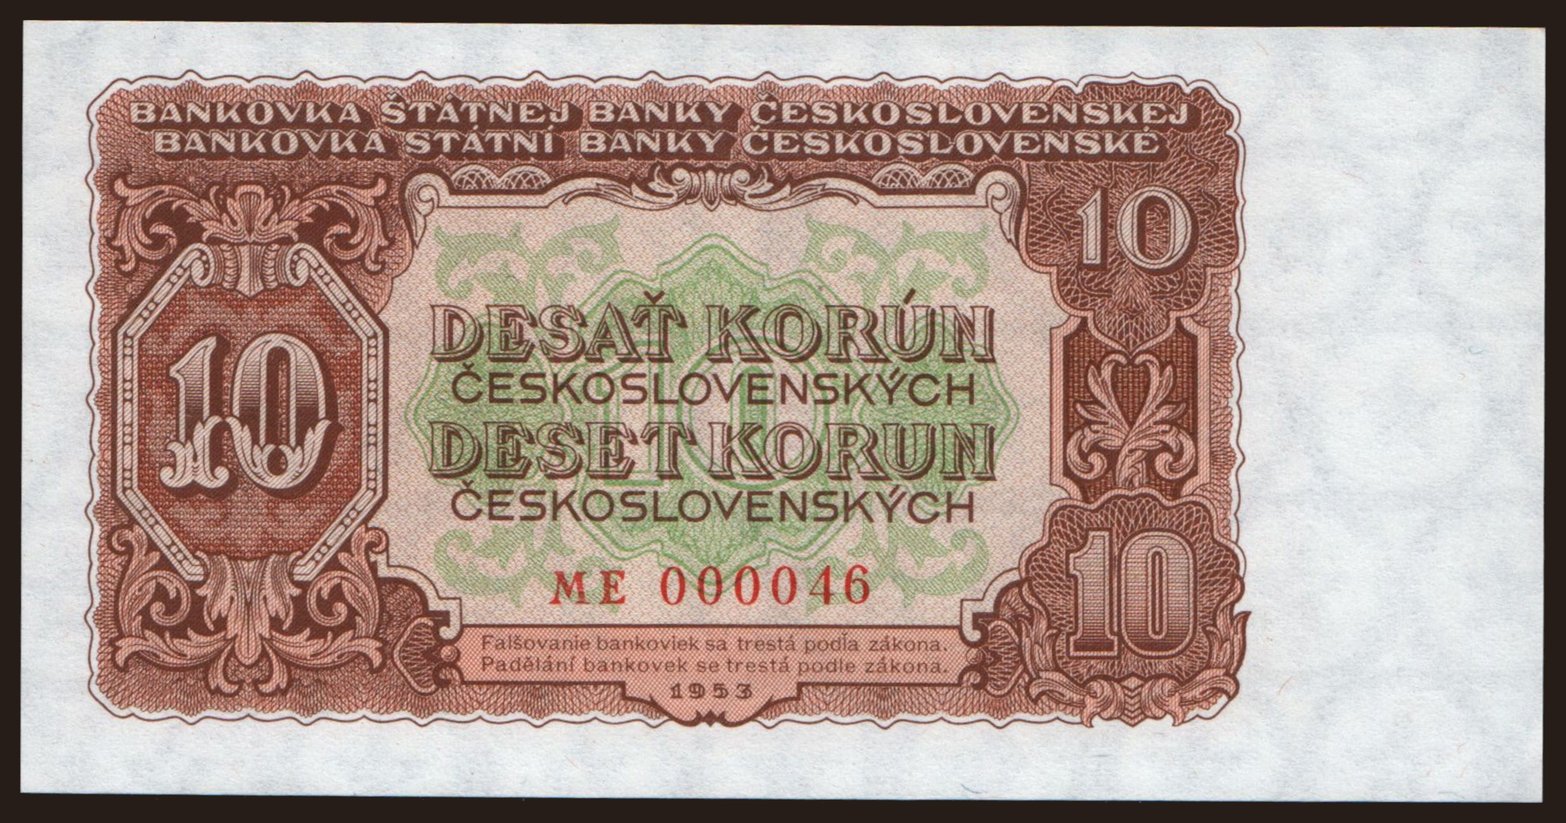 BANKOVKA ŠTÁTNEJ BANKY ČESKOSLOVENSKEJ
BANKOVKA STÁTNÍ BANKY ČESKOSLOVENSKÉ
10
10
DESAŤ KORÚN
ČESKOSLOVENSKÝCH
10
DESET KORUN
ČESKOSLOVENSKÝCH
ME 000046
10
Falšovanie bankoviek sa trestá podľa zákona.
Padělání bankovek se trestá podle zákona.
1953